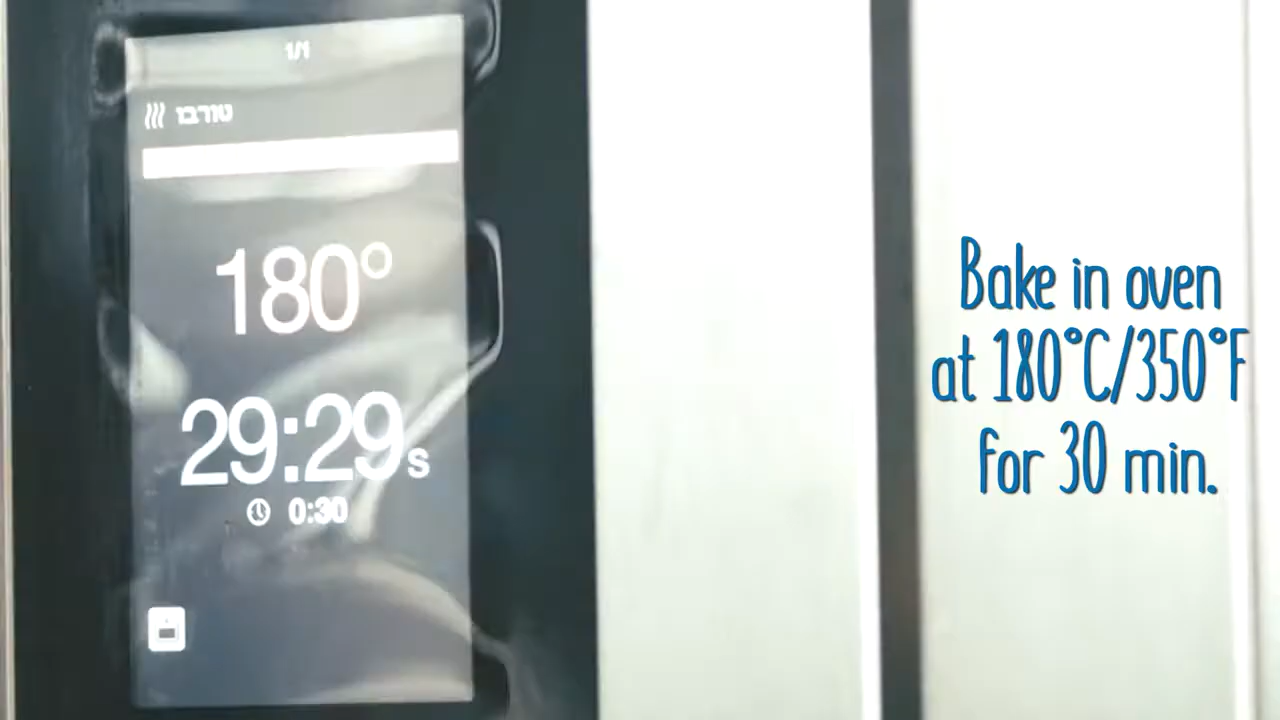 1/1
טורבו
180°
29:29s
0:30
Bake in oven
at 180°C/350°F
for 30 min.